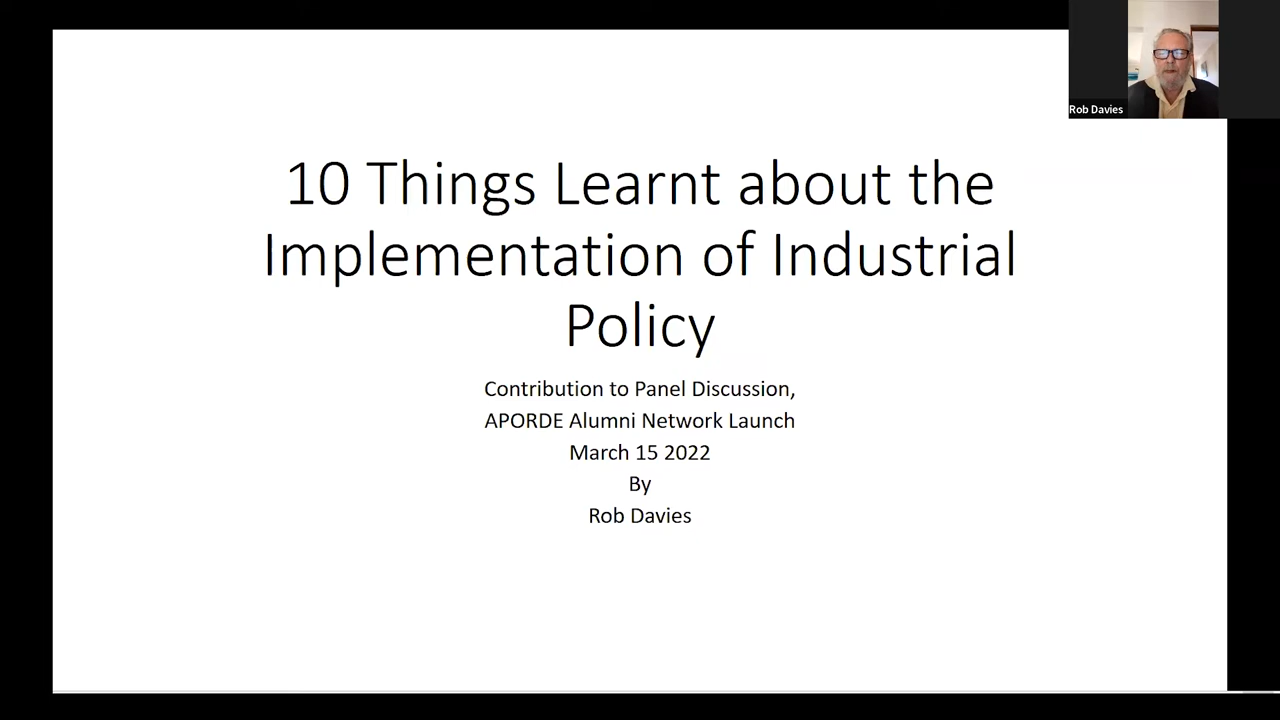 Rob Davies
10 Things Learnt about the
Implementation of Industrial
Policy
Contribution to Panel Discussion,
APORDE Alumni Network Launch
March 15 2022
By
Rob Davies